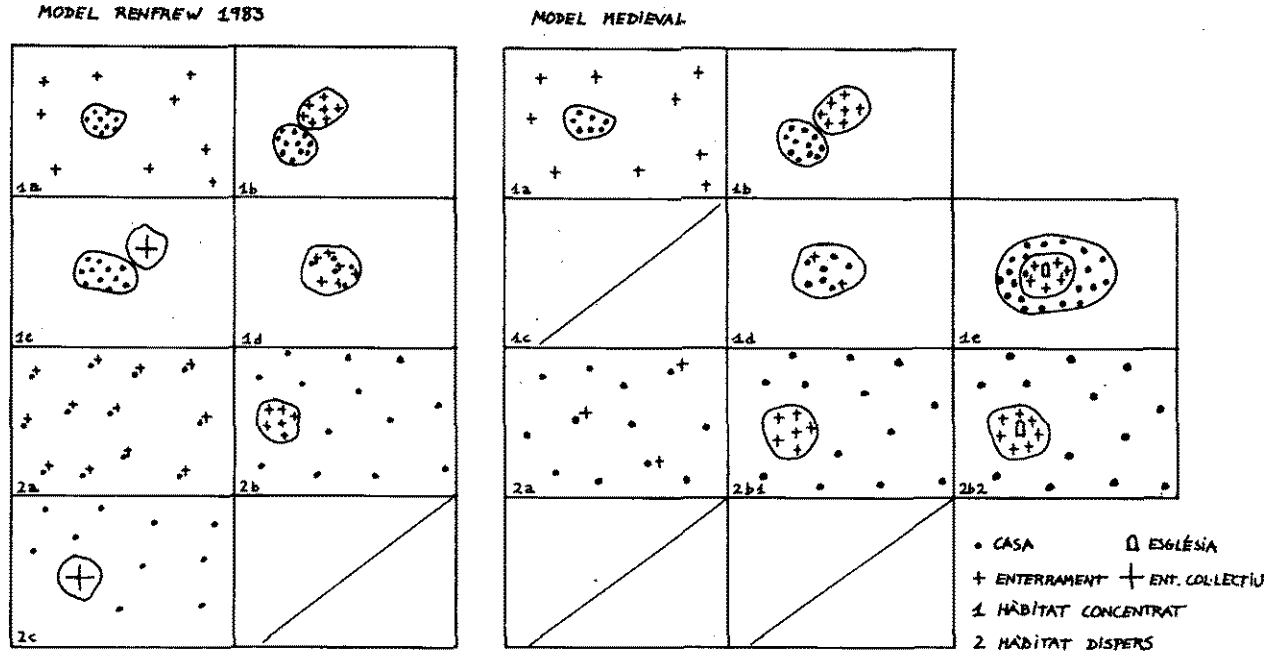 MODEL RENFREW 1983
MODEL MEDIEVAL
1a
1b
1a
1b
1c
1d
1c
1d
1e
2a
2b
2a
2b1
2b2
2c
• CASA
ESGLÉSIA
+ ENTERRAMENT
+ ENT. COL·LECTIU
1 HÀBITAT CONCENTRAT
2 HÀBITAT DISPERS